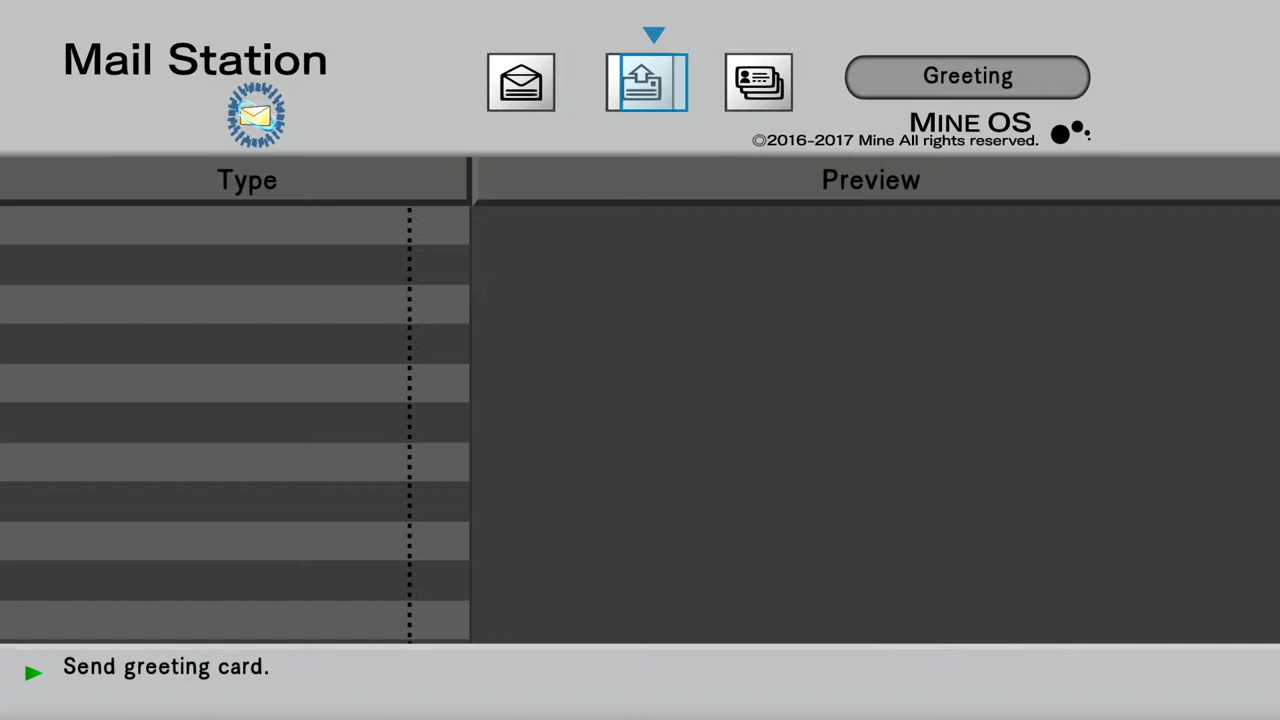 Mail Station
Greeting
MINE OS
©2016-2017 Mine All rights reserved.
Type
Preview
Send greeting card.